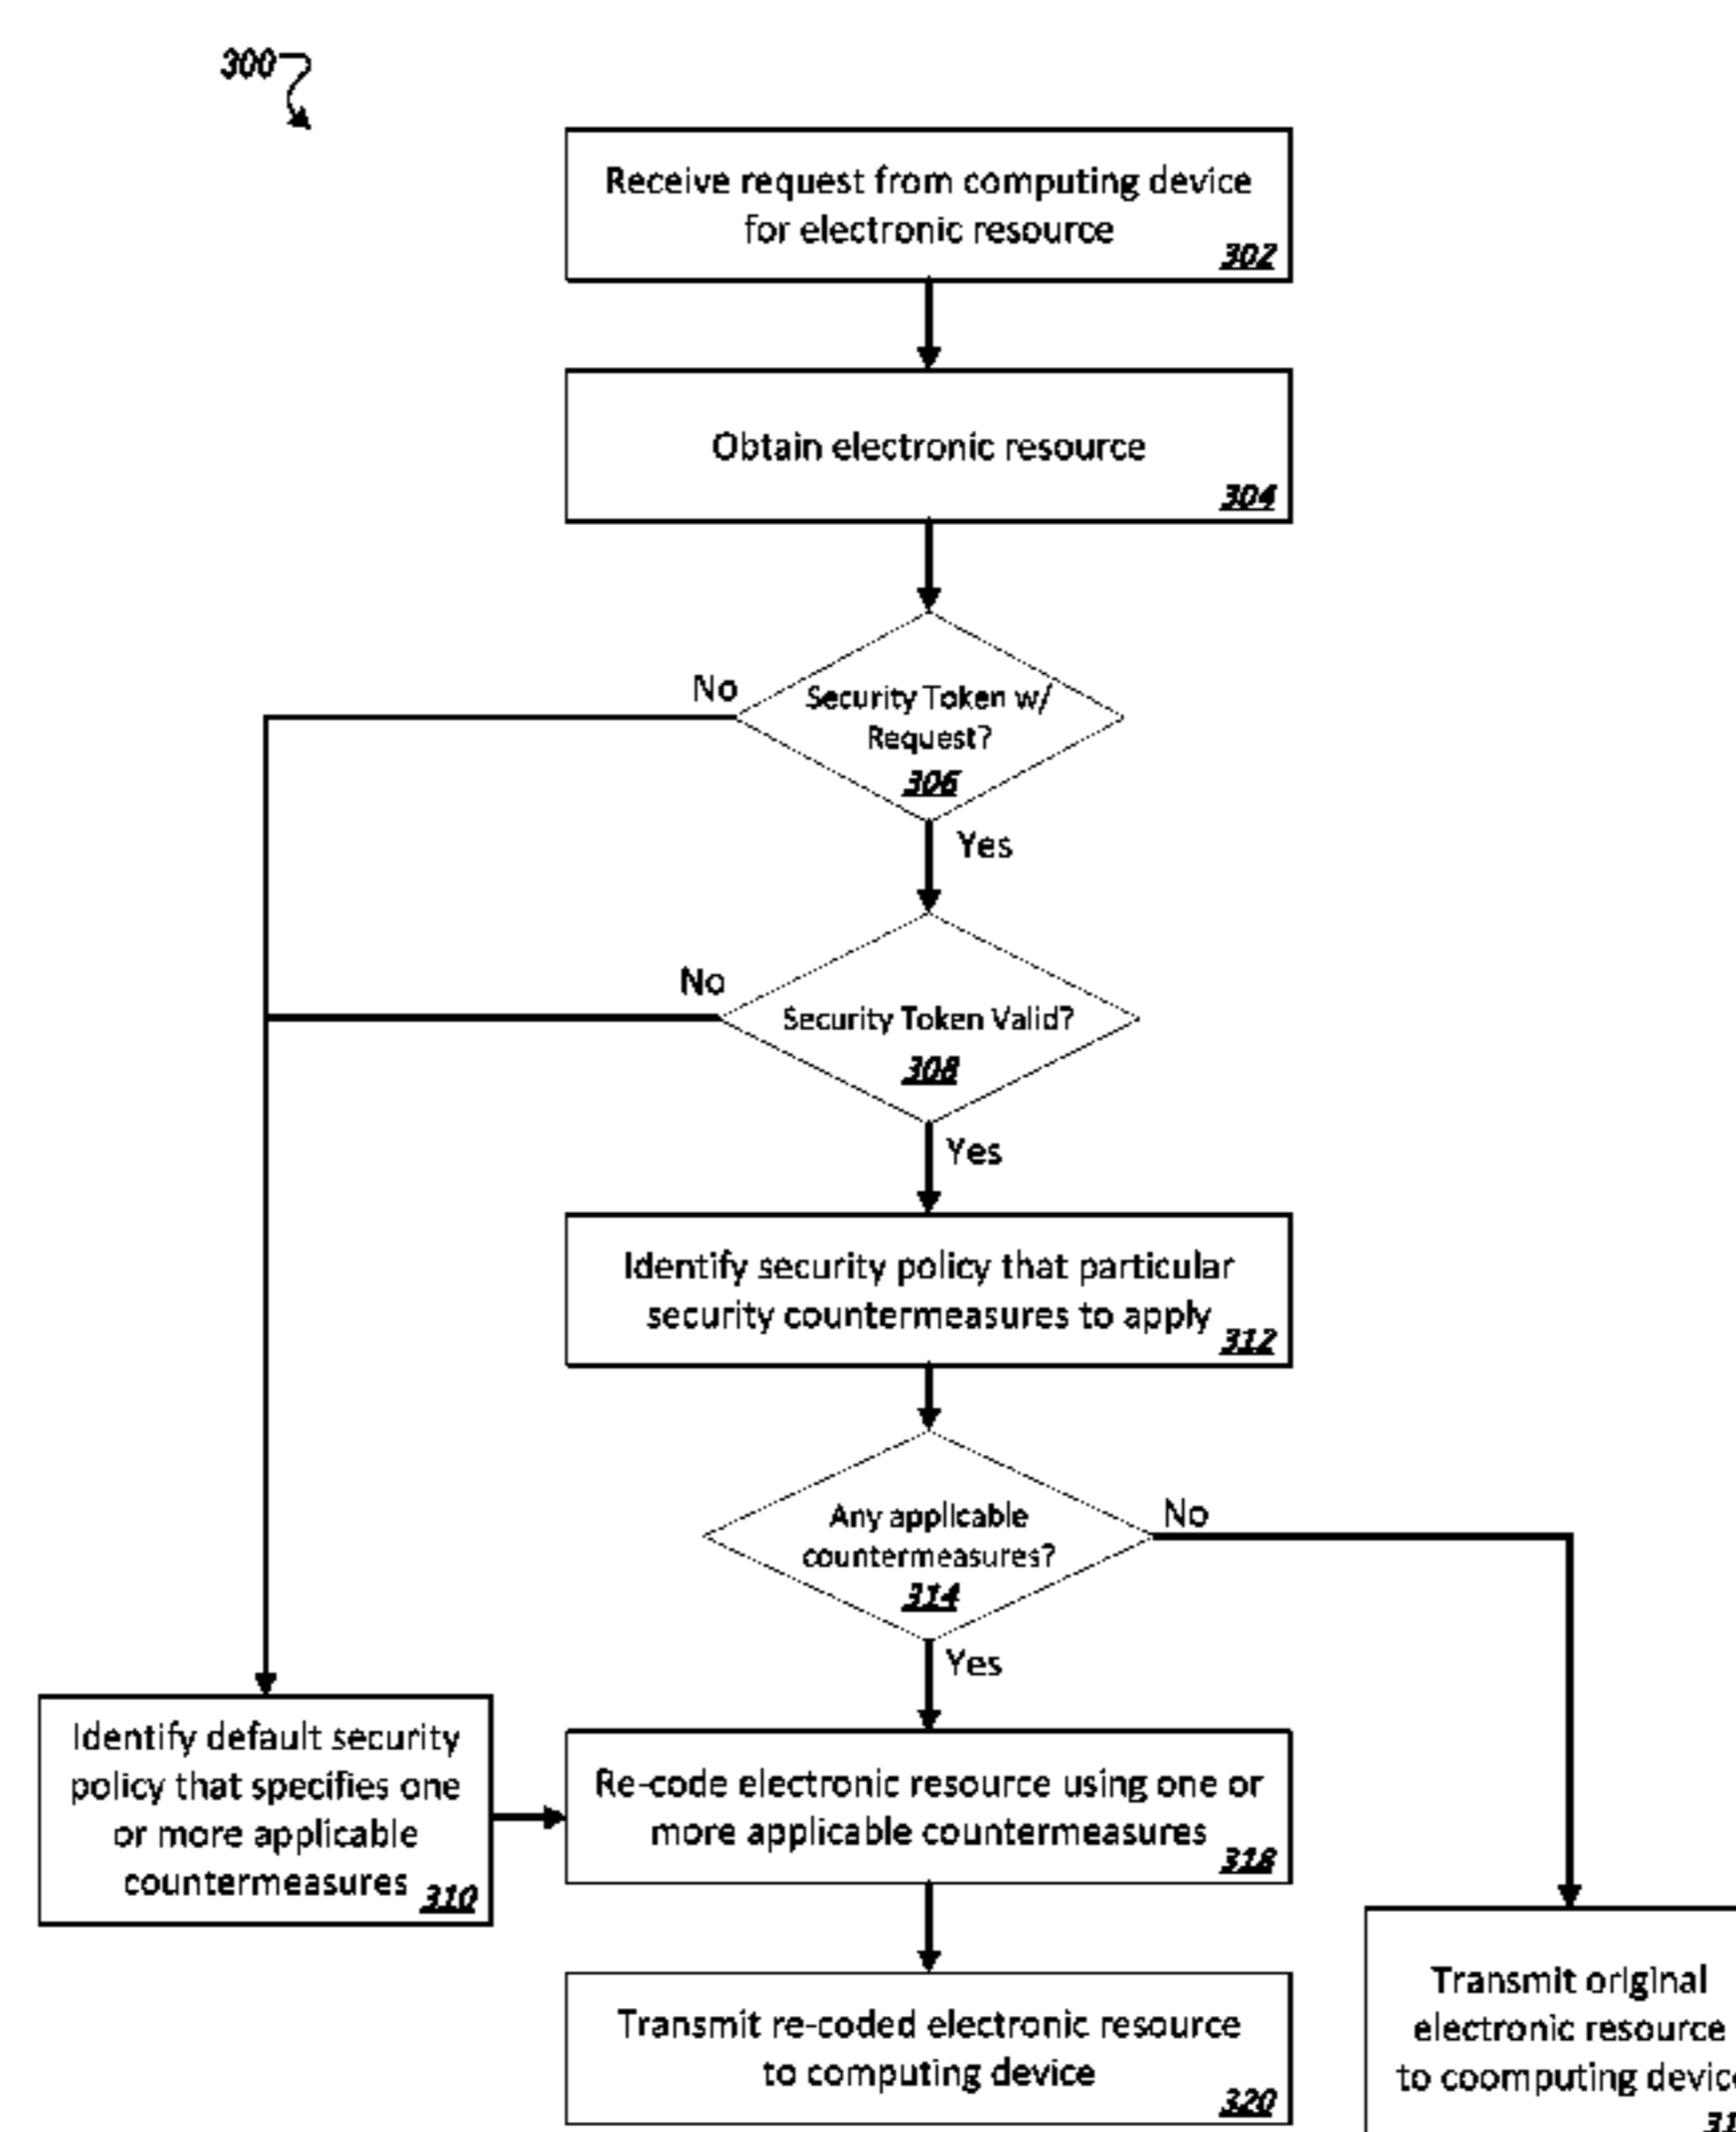 300
Receive request from computing device
for electronic resource
302
Obtain electronic resource
304
Security Token w/
Request?
306
No
Yes
Security Token Valid?
308
No
Yes
Identify security policy that particular
security countermeasures to apply
312
Any applicable
countermeasures?
314
No
Yes
Identify default security
policy that specifies one
or more applicable
countermeasures
310
Re-code electronic resource using one or
more applicable countermeasures
318
Transmit re-coded electronic resource
to computing device
320
Transmit original
electronic resource
to coomputing